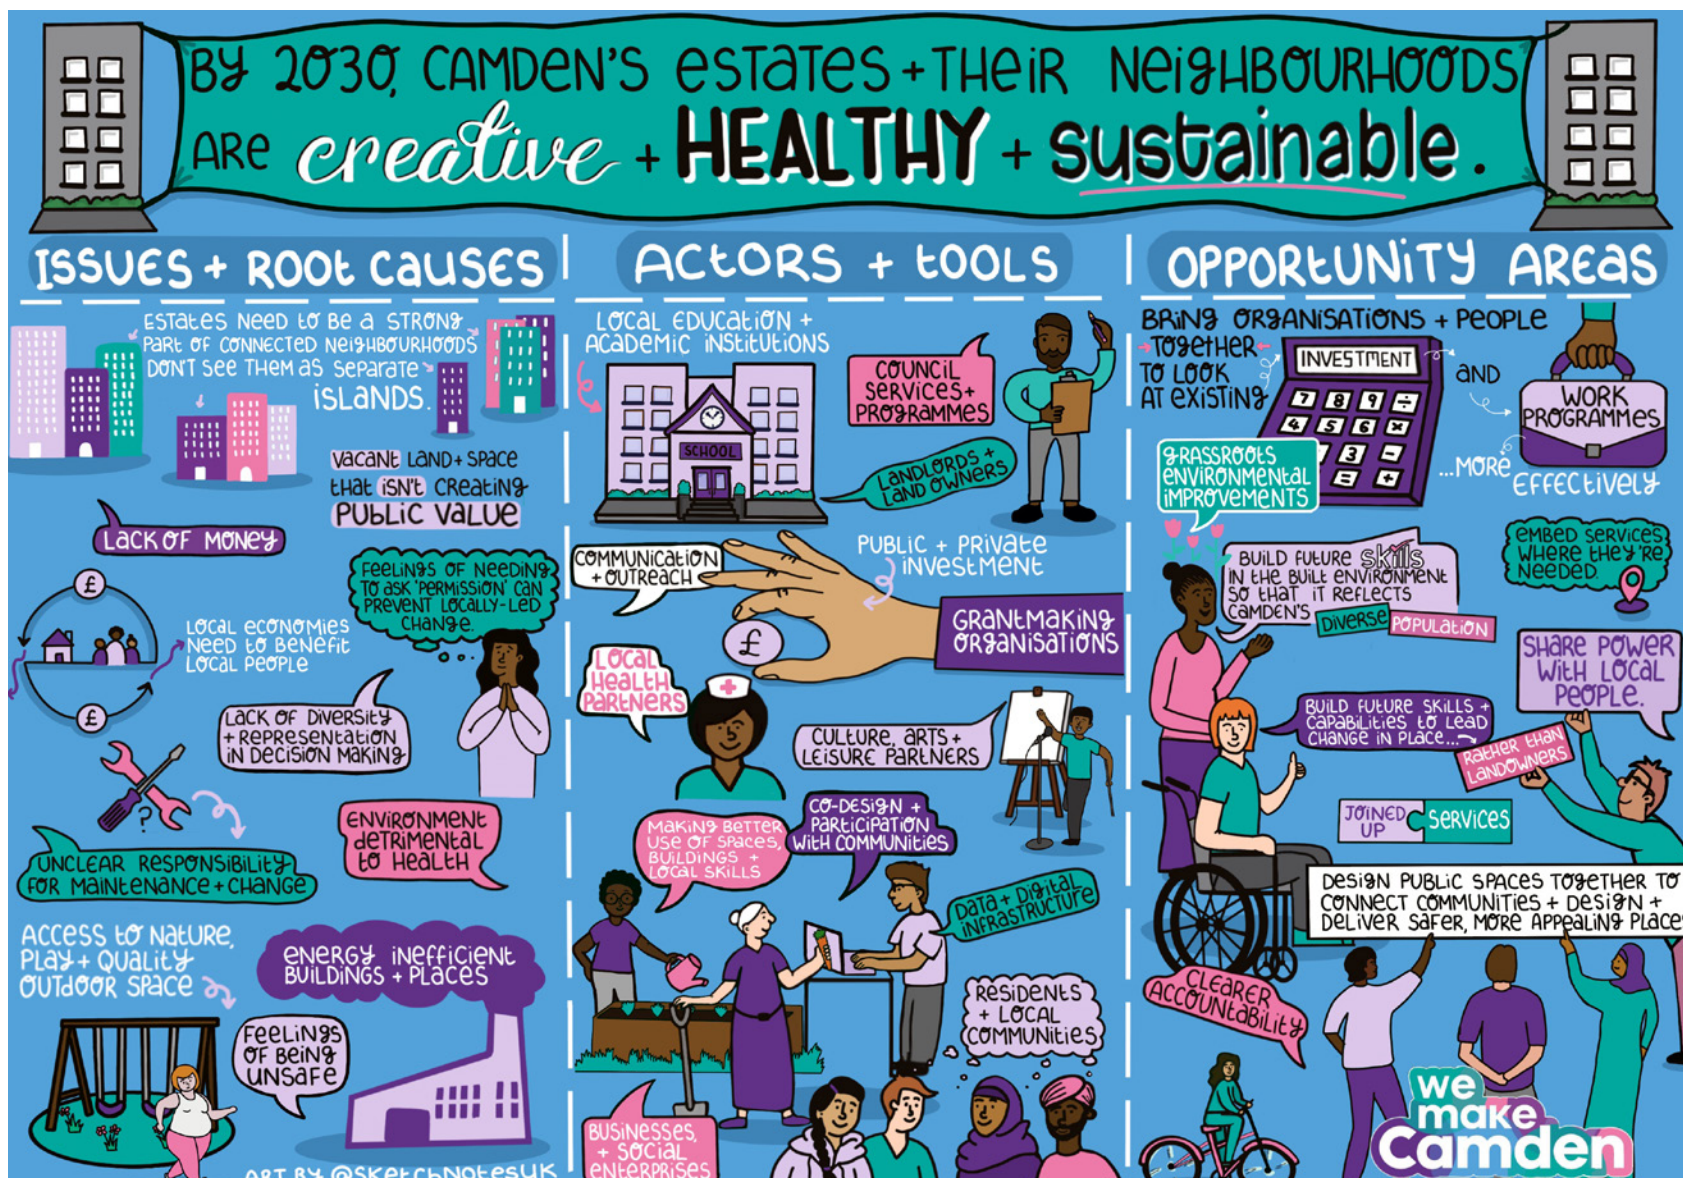 BY 2030, CAMDEN'S ESTATES + THEIR NEIGHBOURHOODS
ARE creative + HEALTHY + sustainable.
ISSUES + ROOT CAUSES
ESTATES NEED TO BE A STRONG
PART OF CONNECTED NEIGHBOURHOODS
DON'T SEE THEM AS SEPARATE
ISLANDS.
VACANT LAND + SPACE
THAT ISN'T CREATING
PUBLIC VALUE
LACK OF MONEY
FEELINGS OF NEEDING
TO ASK 'PERMISSION' CAN
PREVENT LOCALLY-LED
CHANGE.
£
£
LOCAL ECONOMIES
NEED TO BENEFIT
LOCAL PEOPLE
LACK OF DIVERSITY
+ REPRESENTATION
IN DECISION MAKING
?
ENVIRONMENT
DETRIMENTAL
TO HEALTH
UNCLEAR RESPONSIBILITY
FOR MAINTENANCE + CHANGE
ACCESS TO NATURE,
PLAY + QUALITY
OUTDOOR SPACE
ENERGY INEFFICIENT
BUILDINGS + PLACES
FEELINGS
OF BEING
UNSAFE
ART BY @SKETCHNOTESUK
ACTORS + TOOLS
LOCAL EDUCATION +
ACADEMIC INSTITUTIONS
SCHOOL
COUNCIL
SERVICES +
PROGRAMMES
LANDLORDS +
LAND OWNERS
COMMUNICATION
+ OUTREACH
PUBLIC + PRIVATE
INVESTMENT
£
GRANTMAKING
ORGANISATIONS
LOCAL
HEALTH
PARTNERS
CULTURE, ARTS +
LEISURE PARTNERS
MAKING BETTER
USE OF SPACES,
BUILDINGS +
LOCAL SKILLS
CO-DESIGN +
PARTICIPATION
WITH COMMUNITIES
DATA + DIGITAL
INFRASTRUCTURE
RESIDENTS
+ LOCAL
COMMUNITIES
BUSINESSES,
+ SOCIAL
ENTERPRISES
OPPORTUNITY AREAS
BRING ORGANISATIONS + PEOPLE
TOGETHER
TO LOOK
AT EXISTING
INVESTMENT
7 8 9 ÷
4 5 6 ×
3 -
= +
AND
WORK
PROGRAMMES
...MORE
EFFECTIVELY
GRASSROOTS
ENVIRONMENTAL
IMPROVEMENTS
BUILD FUTURE SKILLS
IN THE BUILT ENVIRONMENT
SO THAT IT REFLECTS
CAMDEN'S
DIVERSE POPULATION
EMBED SERVICES
WHERE THEY'RE
NEEDED.
SHARE POWER
WITH LOCAL
PEOPLE.
BUILD FUTURE SKILLS +
CAPABILITIES TO LEAD
CHANGE IN PLACE...
RATHER THAN
LANDOWNERS
JOINED
UP
SERVICES
DESIGN PUBLIC SPACES TOGETHER TO
CONNECT COMMUNITIES + DESIGN +
DELIVER SAFER, MORE APPEALING PLACES
CLEARER
ACCOUNTABILITY
we
make
Camden